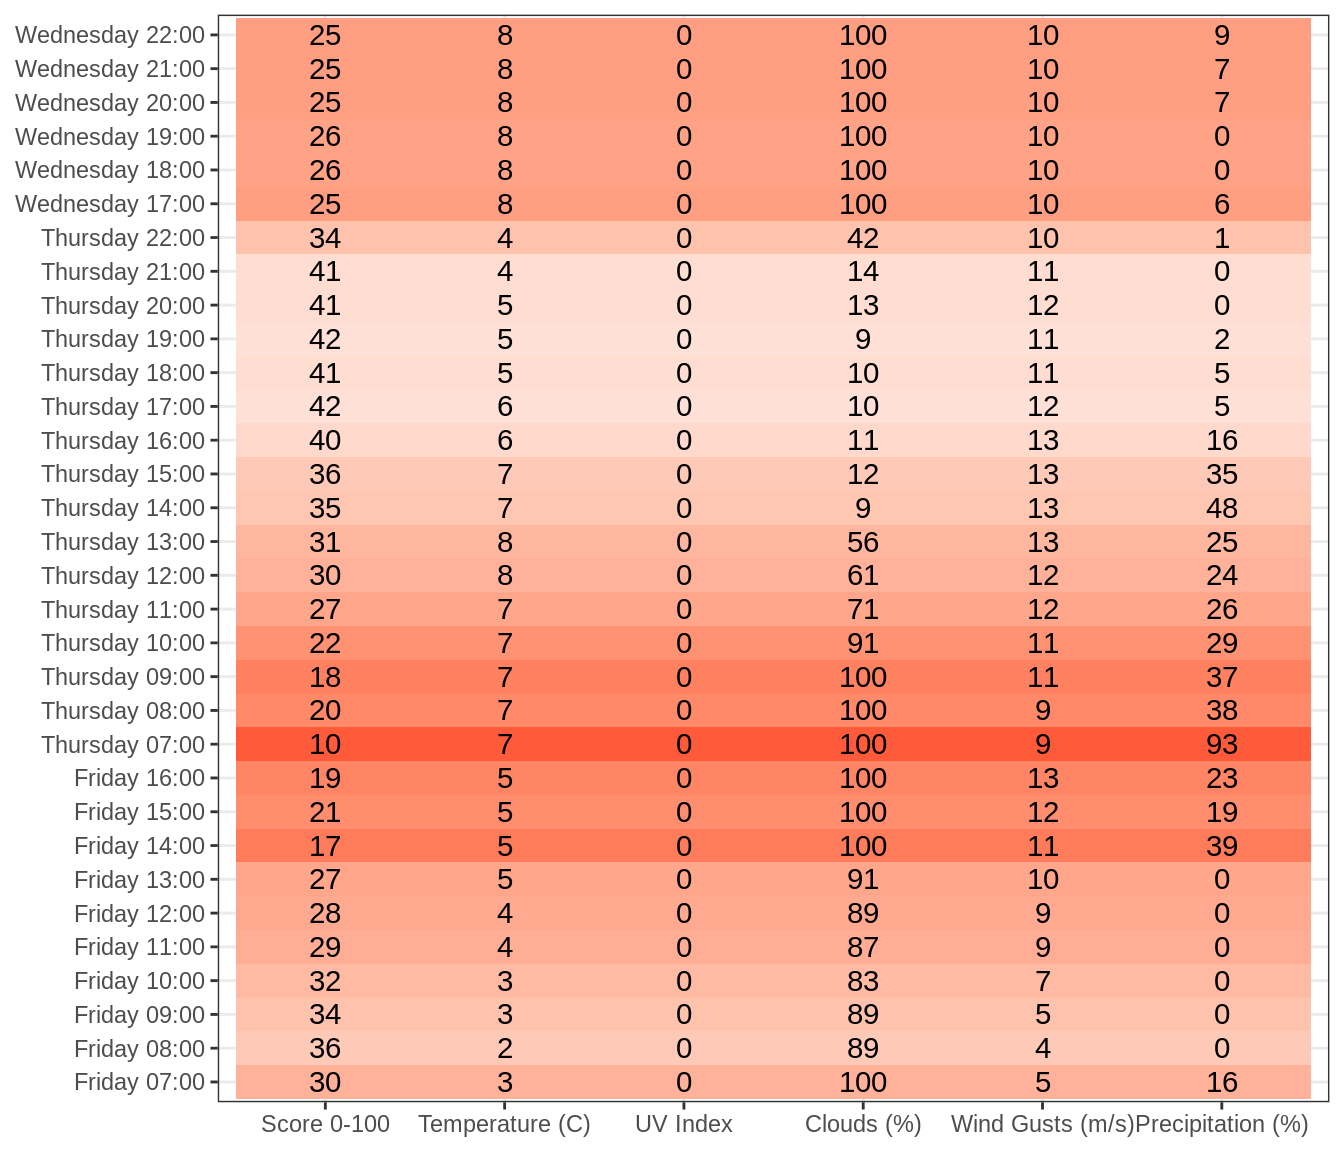 Wednesday 22:00 25 8 0 100 10 9
Wednesday 21:00 25 8 0 100 10 7
Wednesday 20:00 25 8 0 100 10 7
Wednesday 19:00 26 8 0 100 10 0
Wednesday 18:00 26 8 0 100 10 0
Wednesday 17:00 25 8 0 100 10 6
Thursday 22:00 34 4 0 42 10 1
Thursday 21:00 41 4 0 14 11 0
Thursday 20:00 41 5 0 13 12 0
Thursday 19:00 42 5 0 9 11 2
Thursday 18:00 41 5 0 10 11 5
Thursday 17:00 42 6 0 10 12 5
Thursday 16:00 40 6 0 11 13 16
Thursday 15:00 36 7 0 12 13 35
Thursday 14:00 35 7 0 9 13 48
Thursday 13:00 31 8 0 56 13 25
Thursday 12:00 30 8 0 61 12 24
Thursday 11:00 27 7 0 71 12 26
Thursday 10:00 22 7 0 91 11 29
Thursday 09:00 18 7 0 100 11 37
Thursday 08:00 20 7 0 100 9 38
Thursday 07:00 10 7 0 100 9 93
Friday 16:00 19 5 0 100 13 23
Friday 15:00 21 5 0 100 12 19
Friday 14:00 17 5 0 100 11 39
Friday 13:00 27 5 0 91 10 0
Friday 12:00 28 4 0 89 9 0
Friday 11:00 29 4 0 87 9 0
Friday 10:00 32 3 0 83 7 0
Friday 09:00 34 3 0 89 5 0
Friday 08:00 36 2 0 89 4 0
Friday 07:00 30 3 0 100 5 16
Score 0-100 Temperature (C) UV Index Clouds (%) Wind Gusts (m/s) Precipitation (%)